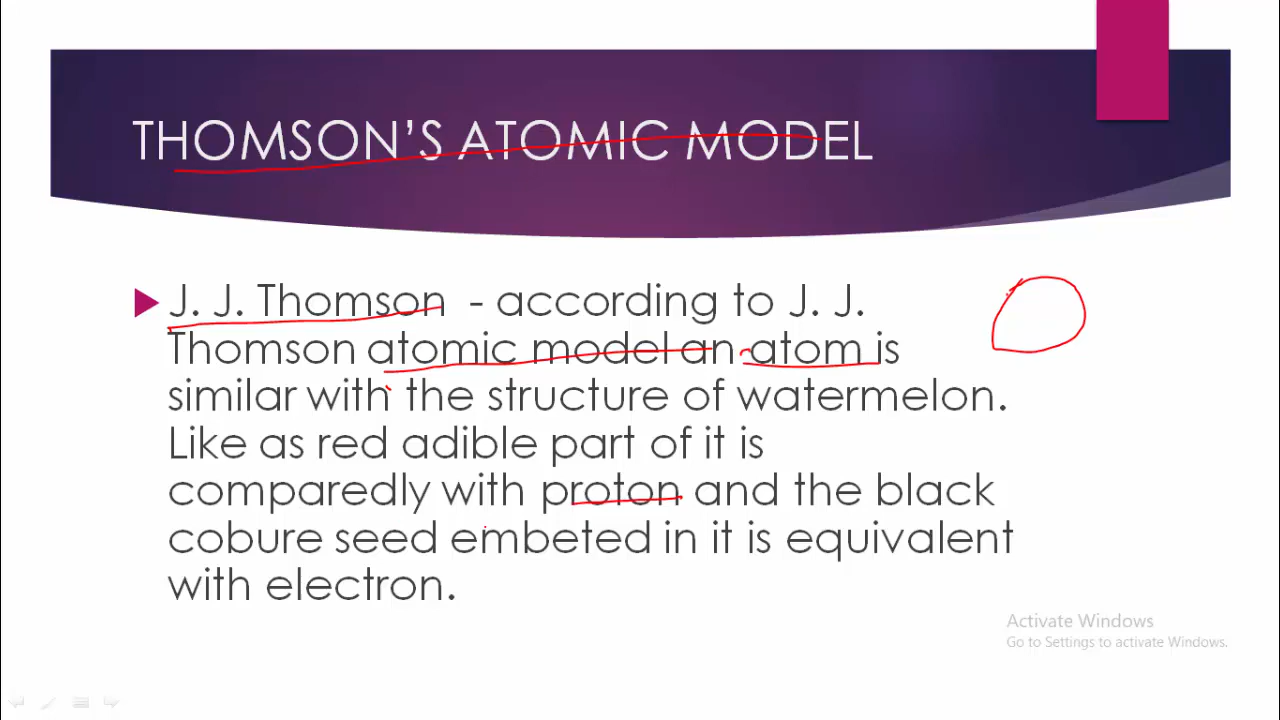 THOMSON'S ATOMIC MODEL
J. J. Thomson - according to J. J.
Thomson atomic model an atom is
similar with the structure of watermelon.
Like as red adible part of it is
comparedly with proton and the black
cobure seed embeted in it is equivalent
with electron.
Activate Windows
Go to Settings to activate Windows.